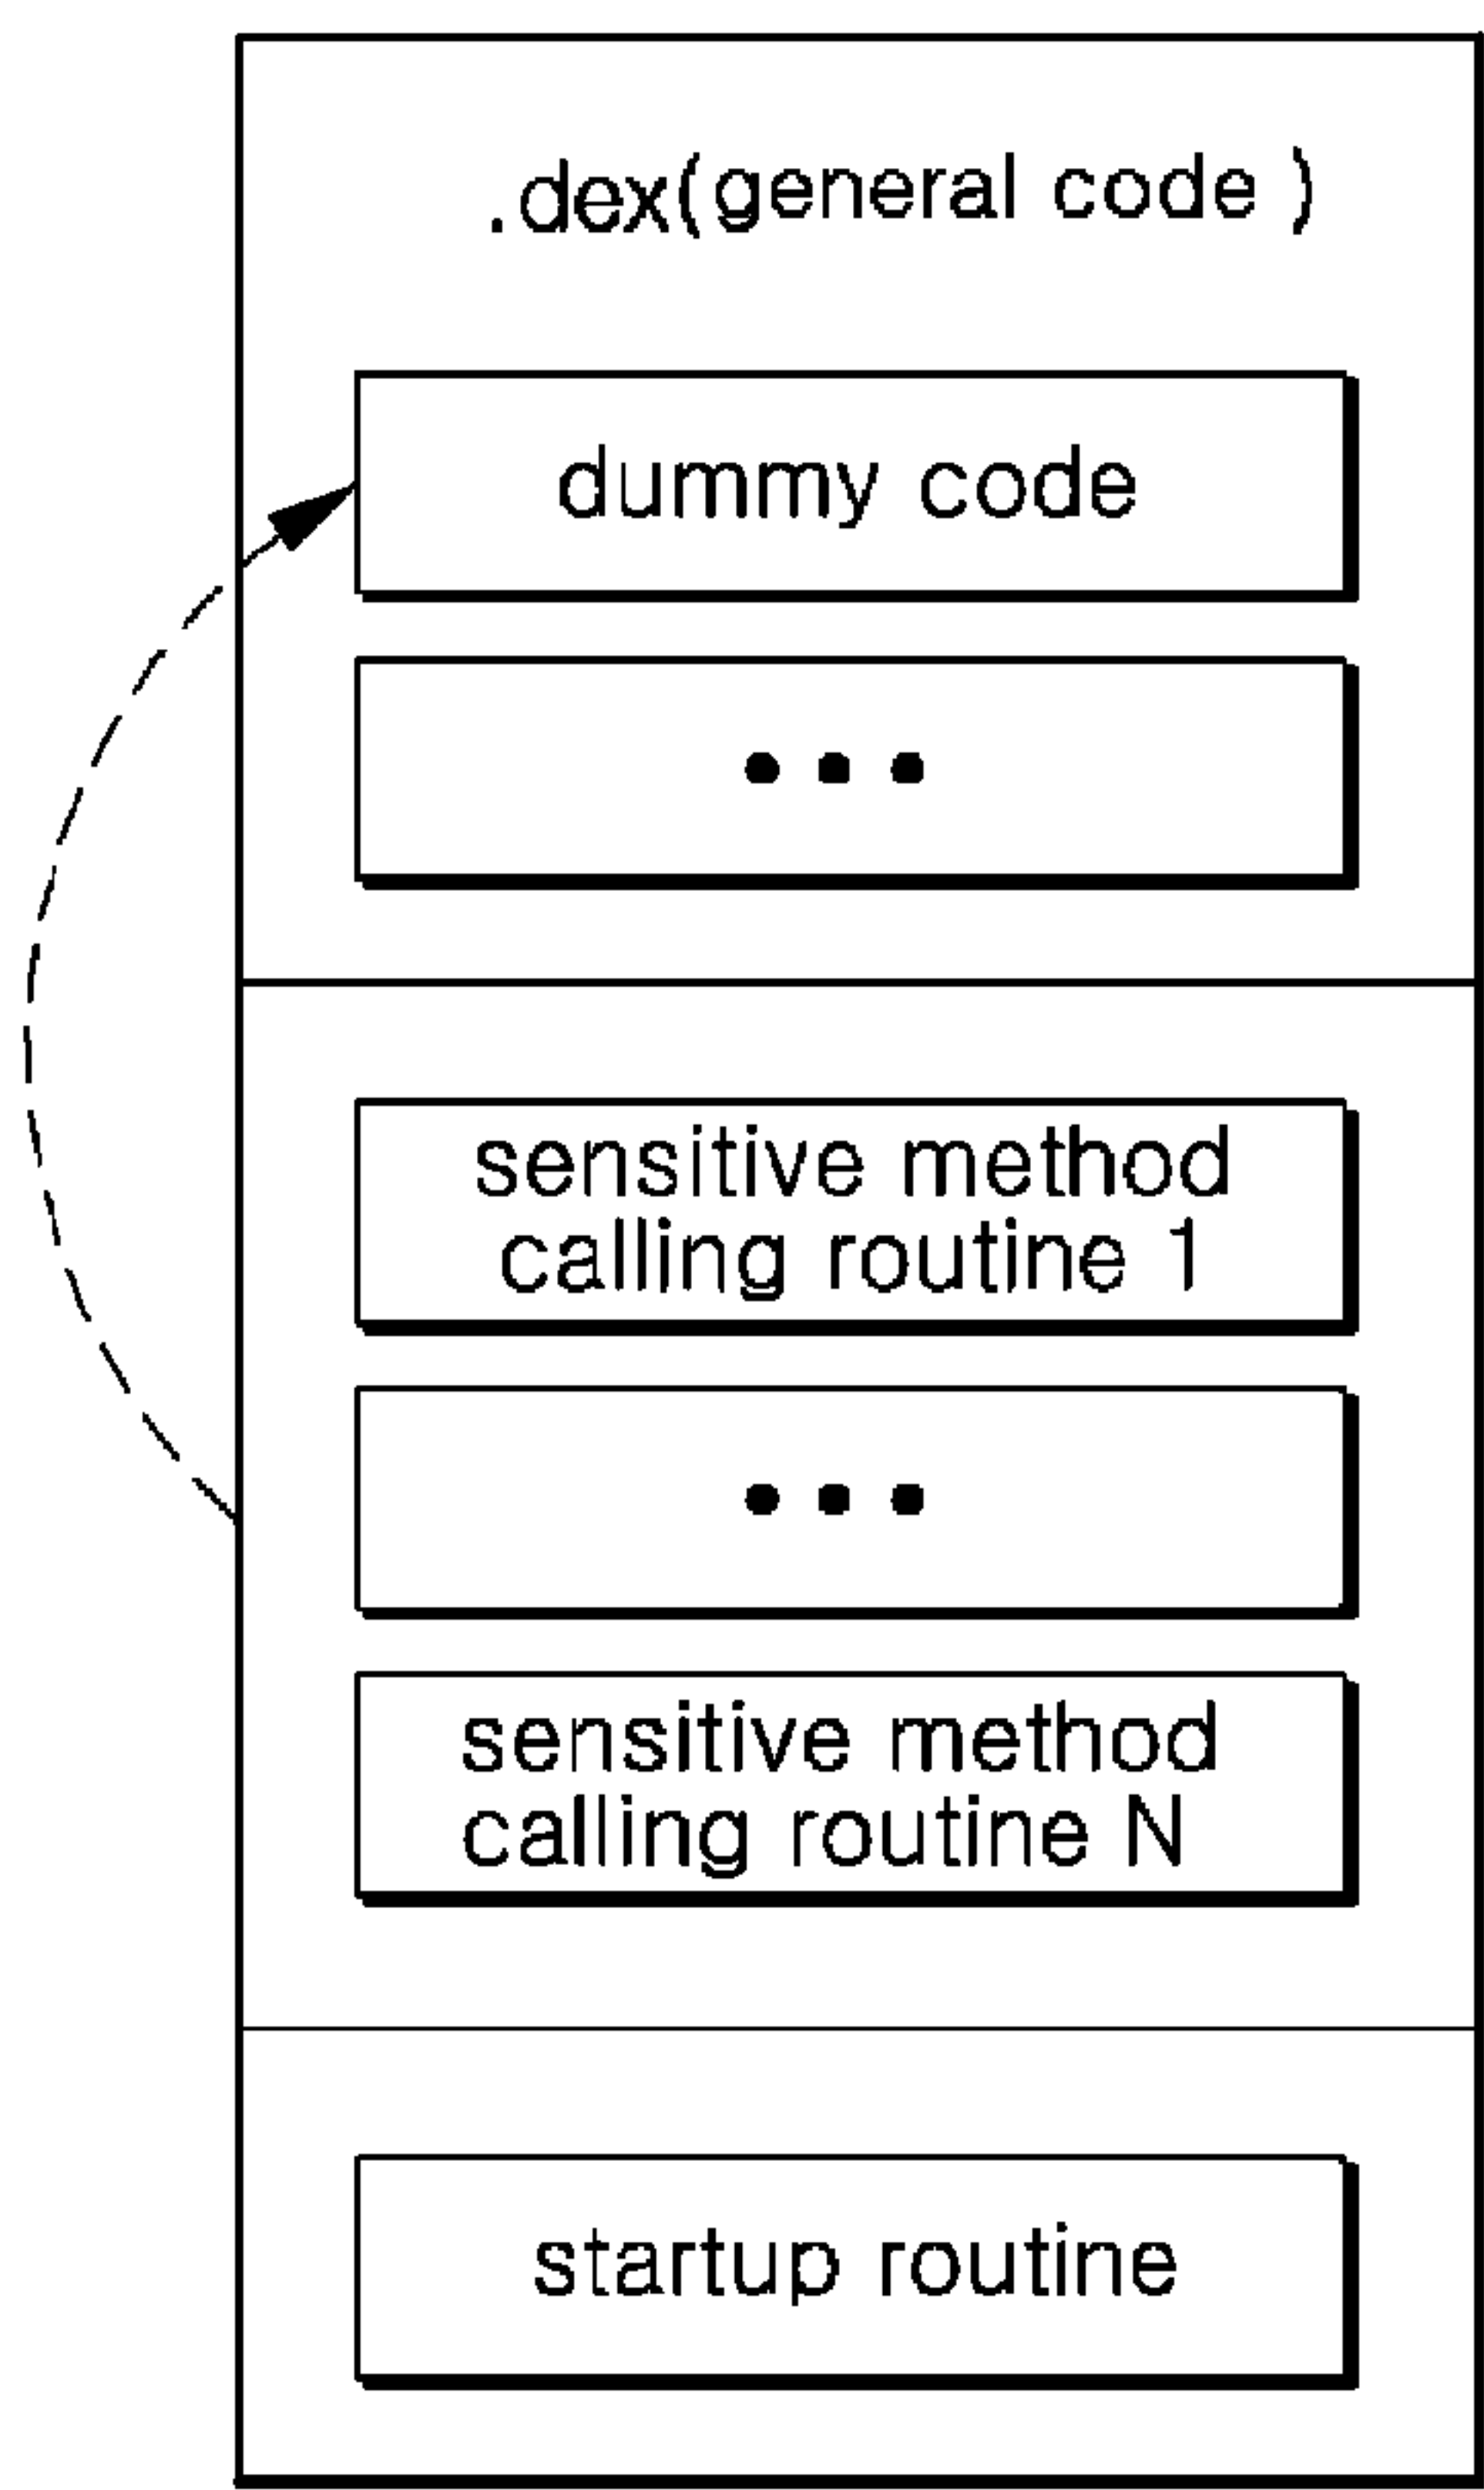 .dex(general code )
dummy code
• • •
sensitive method
calling routine 1
• • •
sensitive method
calling routine N
startup routine